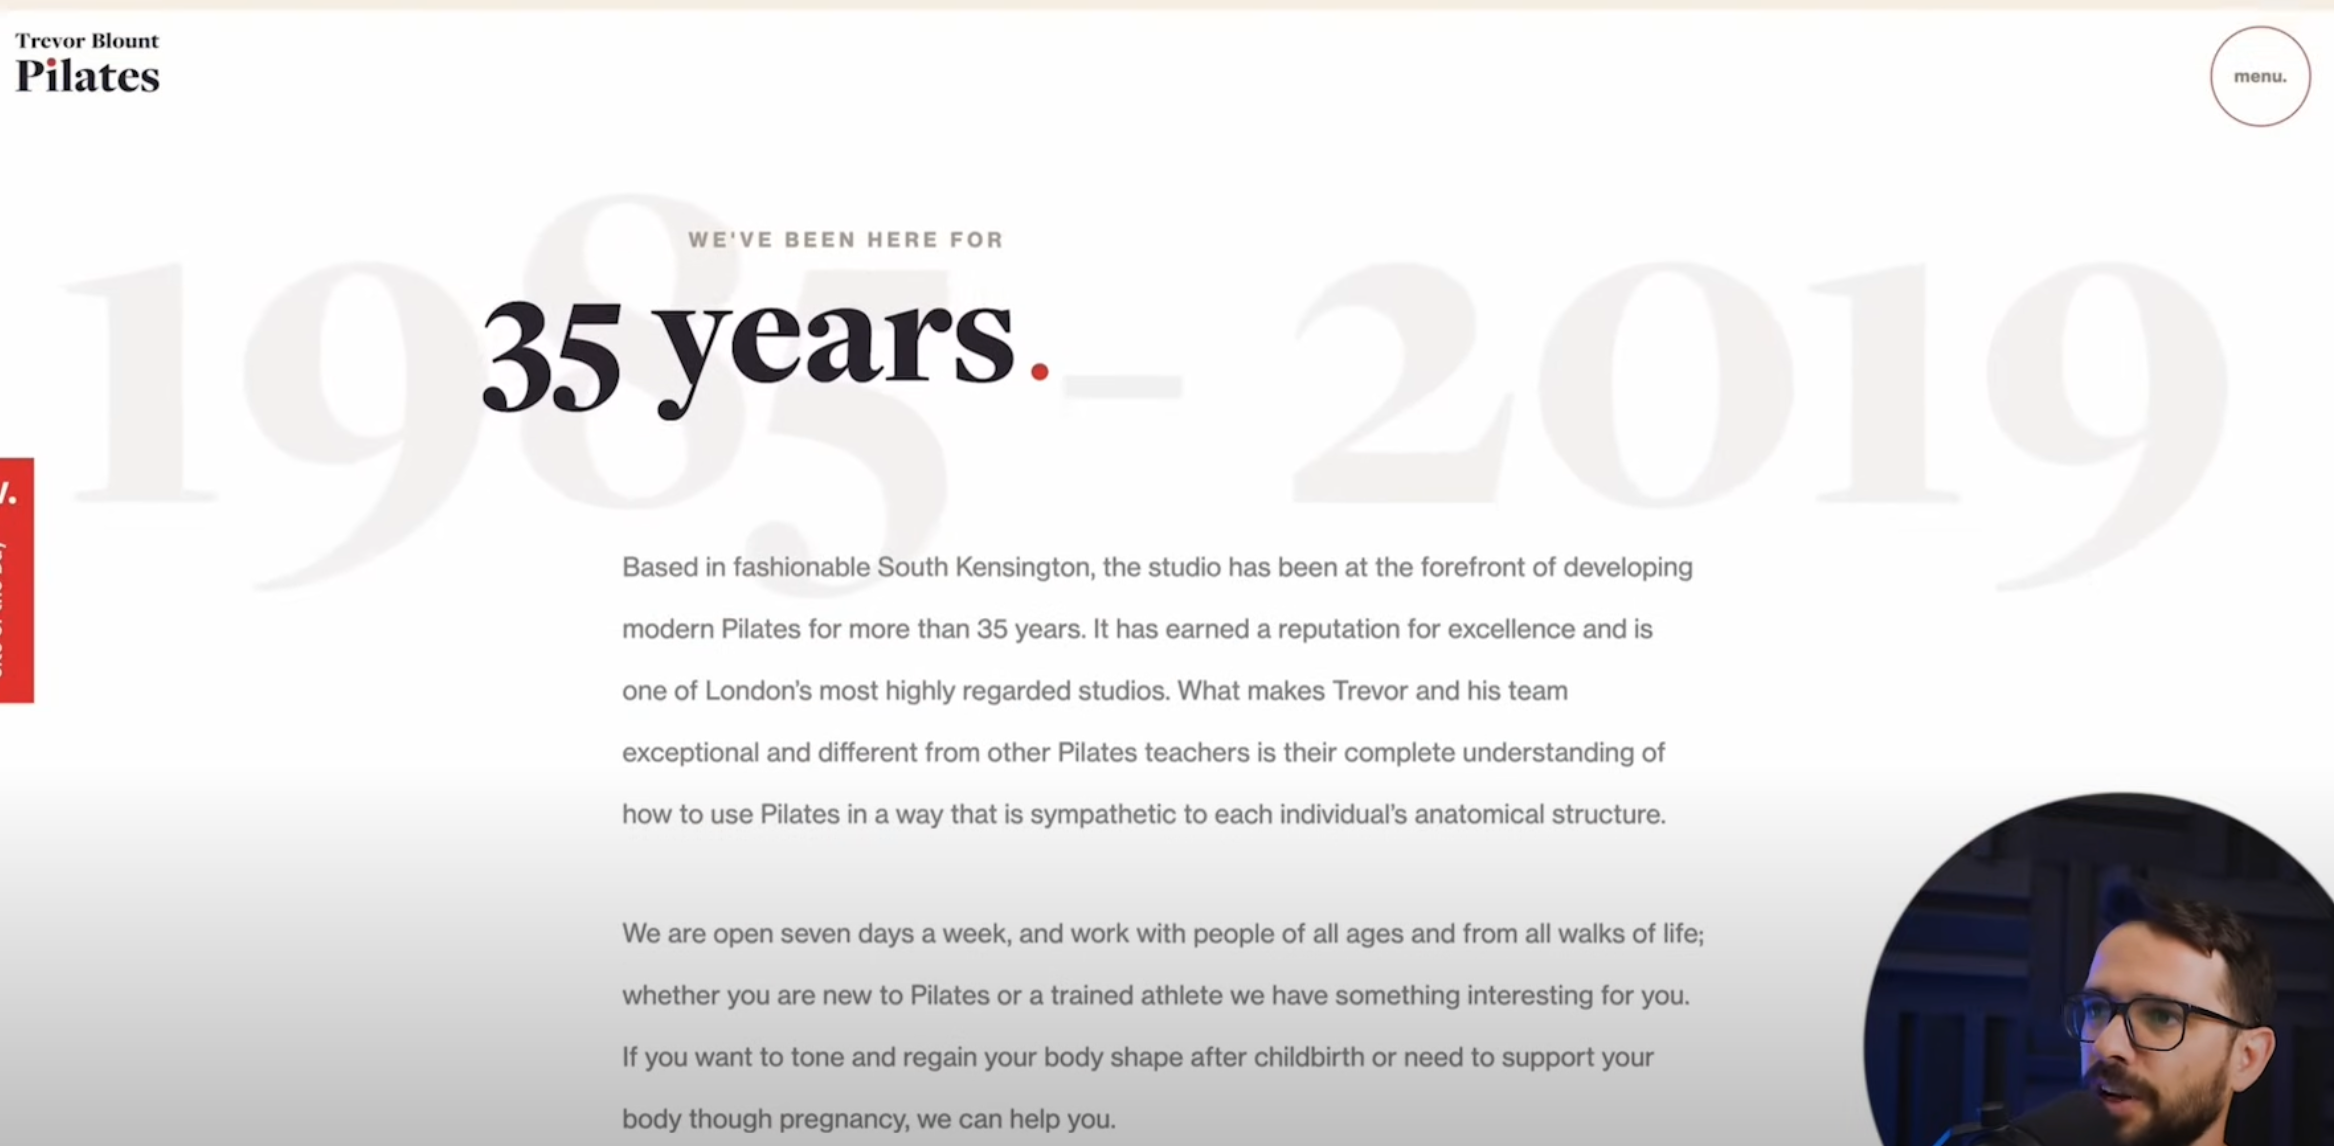 Trevor Blount
Pilates
menu.
1985 – 2019
WE'VE BEEN HERE FOR
35 years.
Based in fashionable South Kensington, the studio has been at the forefront of developing
modern Pilates for more than 35 years. It has earned a reputation for excellence and is
one of London's most highly regarded studios. What makes Trevor and his team
exceptional and different from other Pilates teachers is their complete understanding of
how to use Pilates in a way that is sympathetic to each individual's anatomical structure.
We are open seven days a week, and work with people of all ages and from all walks of life;
whether you are new to Pilates or a trained athlete we have something interesting for you.
If you want to tone and regain your body shape after childbirth or need to support your
body though pregnancy, we can help you.